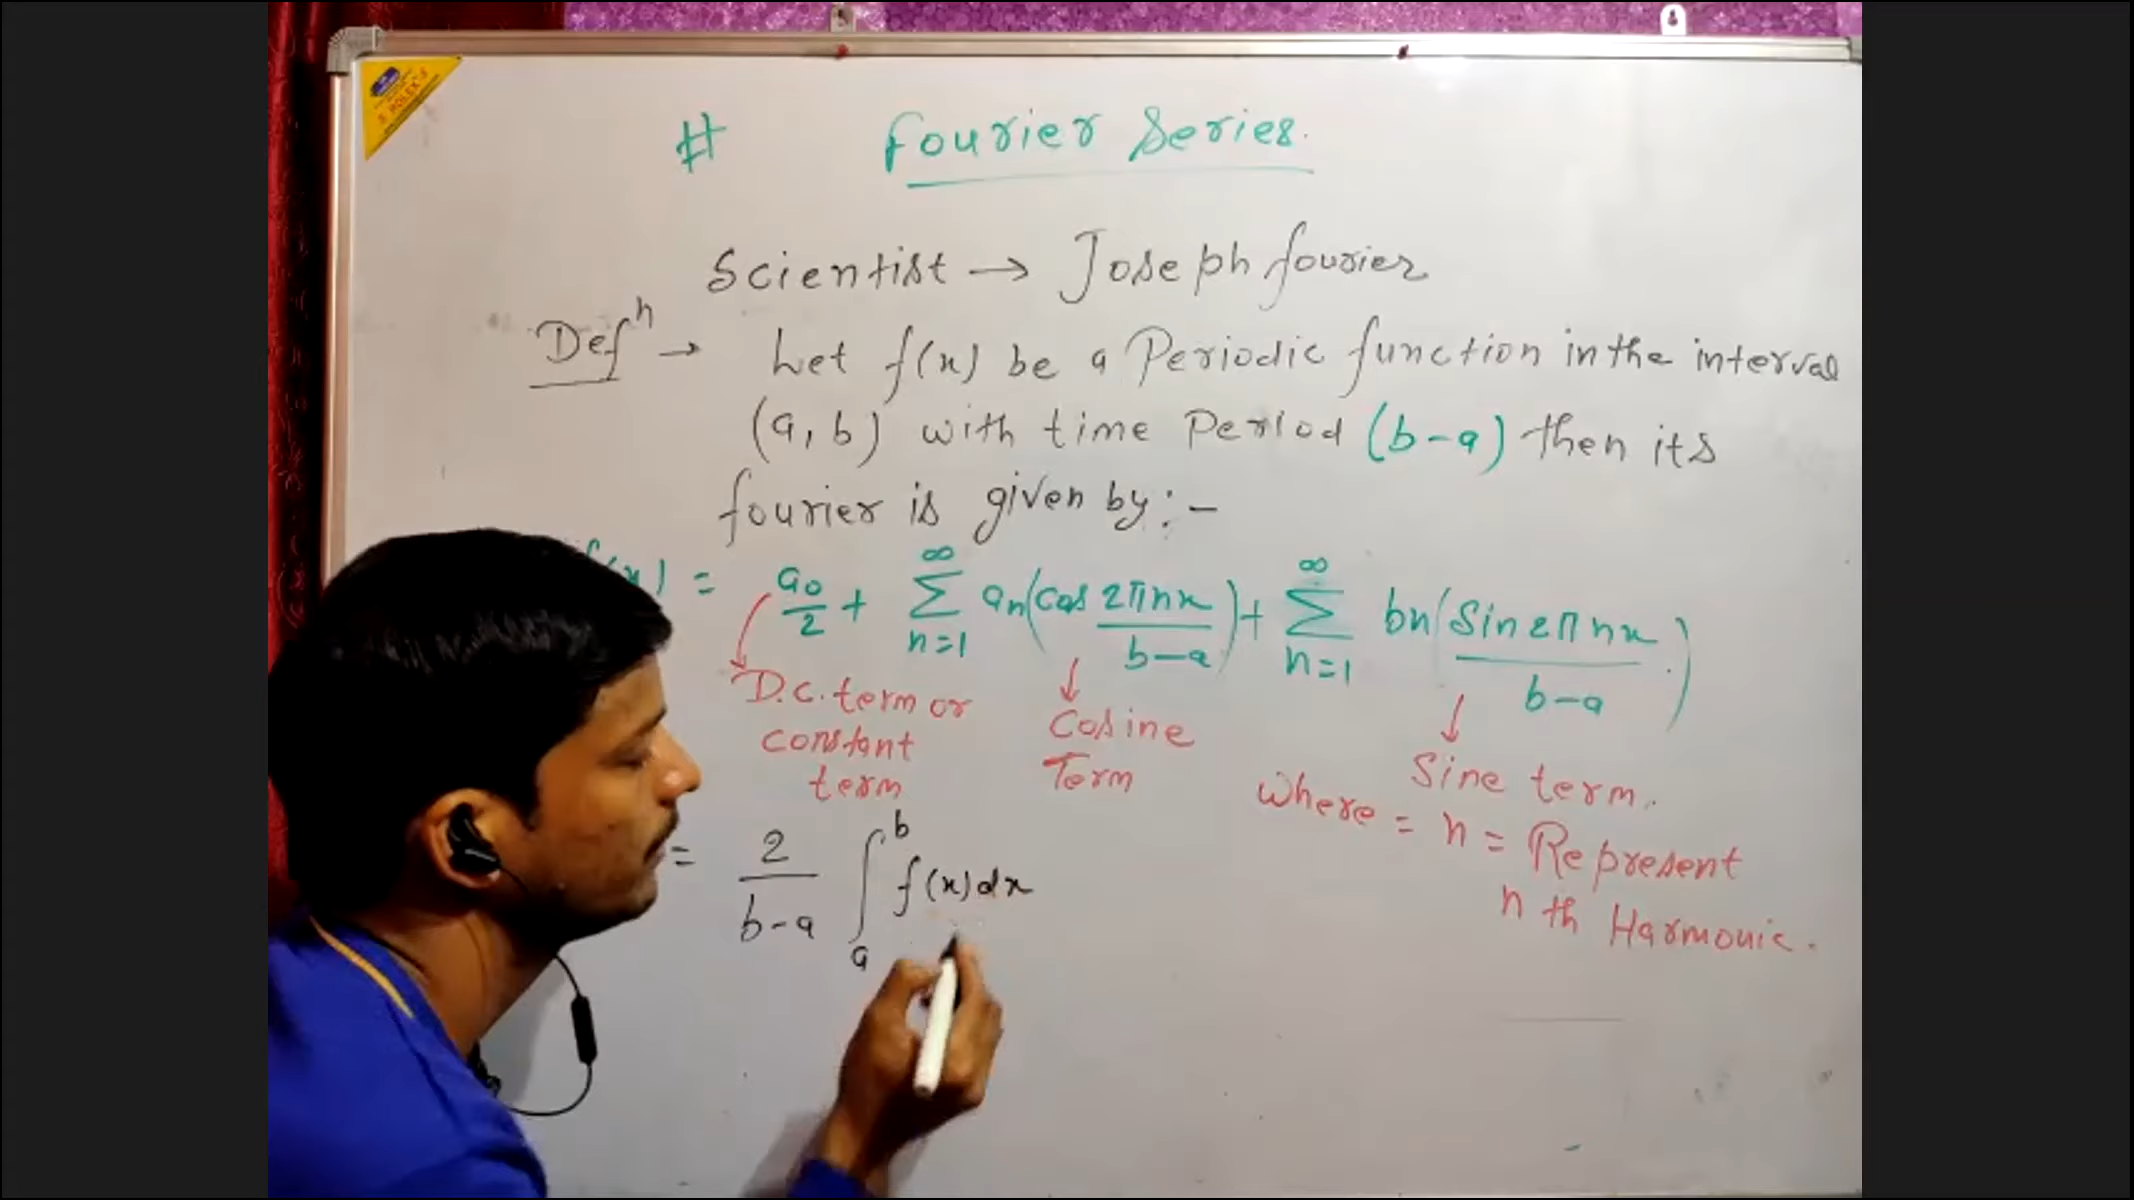 # Fourier Series.
Scientist → Joseph fourier
Defⁿ → Let f(x) be a Periodic function in the interval
(a, b) with time Period (b-a) then its
fourier is given by:-
(x) = a₀/2 + ∑_{n=1}^{∞} aₙ(cos 2πnx/b-a) + ∑_{n=1}^{∞} bₙ(Sin 2πnx/b-a)
D.C. term or
constant
term
Cosine
Term
Sine term.
where = n = Represent
n th Harmonic.
= 2/b-a ∫_a^b f(x)dx
ROLEX